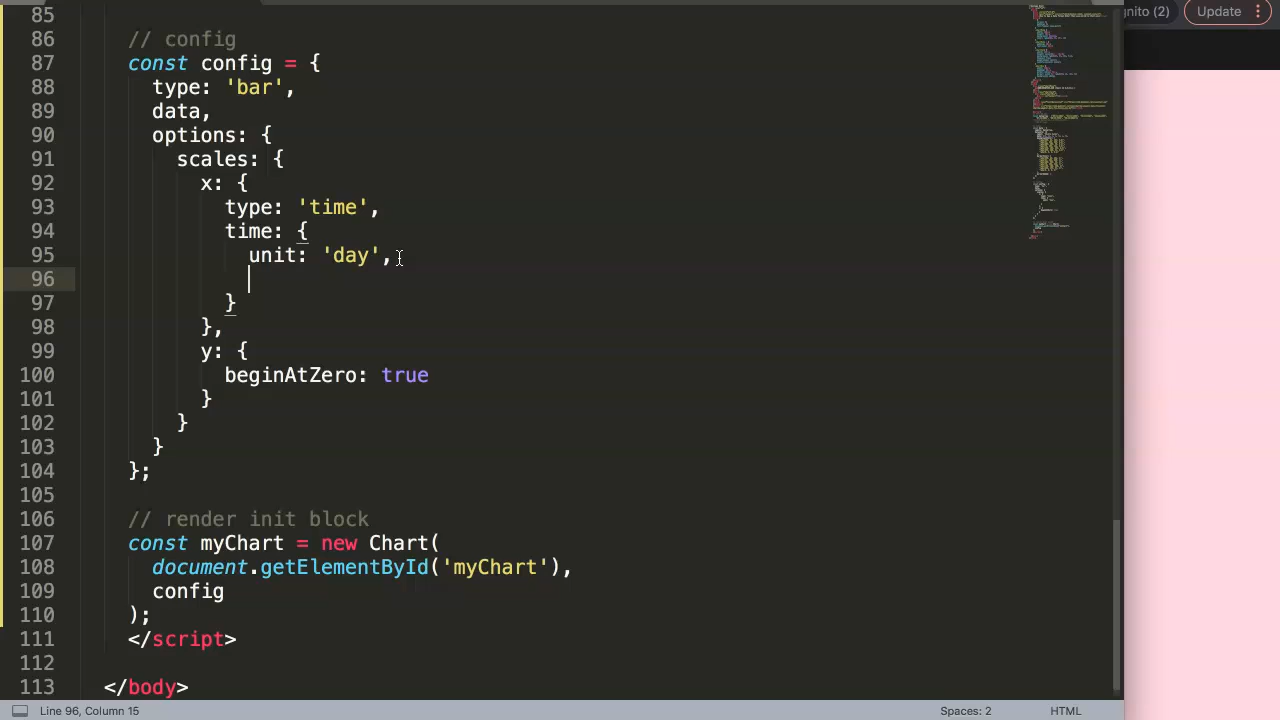 85
nito (2)
Update
86 // config
87 const config = {
88 type: 'bar',
89 data,
90 options: {
91 scales: {
92 x: {
93 type: 'time',
94 time: {
95 unit: 'day',
96
97 }
98 },
99 y: {
100 beginAtZero: true
101 }
102 }
103 }
104 };
105
106 // render init block
107 const myChart = new Chart(
108 document.getElementById('myChart'),
109 config
110 );
111 </script>
112
113 </body>
Line 96, Column 15
Spaces: 2
HTML